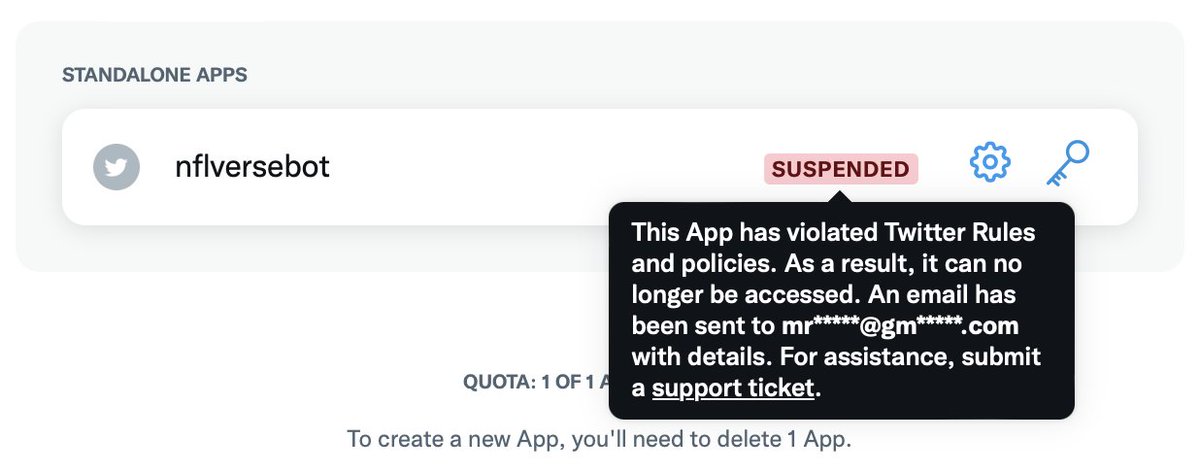 STANDALONE APPS
nflversebot
SUSPENDED
This App has violated Twitter Rules
and policies. As a result, it can no
longer be accessed. An email has
been sent to mr*****@gm*****.com
with details. For assistance, submit
a support ticket.
QUOTA: 1 OF 1 A
To create a new App, you'll need to delete 1 App.